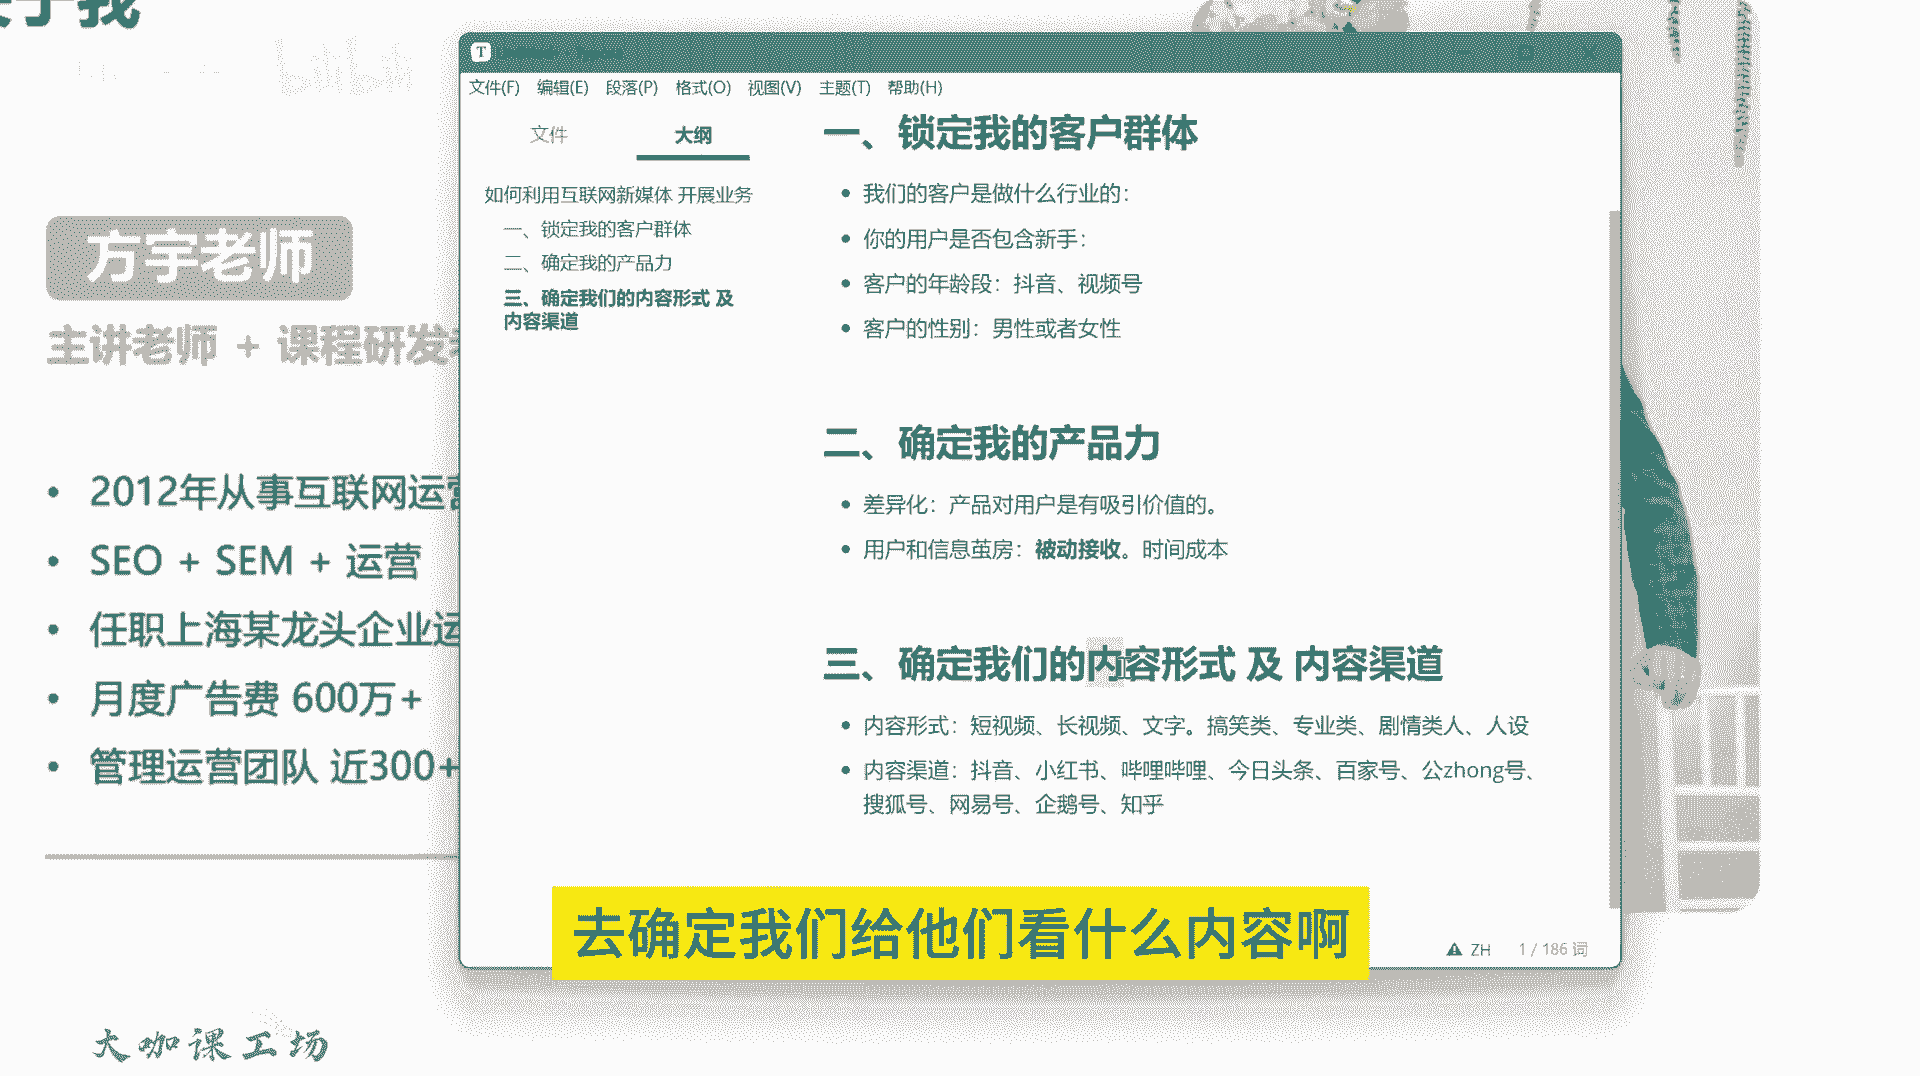 关于我
bilibili
方宇老师
主讲老师 + 课程研发
2012年从事互联网运营
SEO + SEM + 运营
任职上海某龙头企业运
月度广告费 600万+
管理运营团队 近300+
大咖课工场
T
文件(F) 编辑(E) 段落(P) 格式(O) 视图(V) 主题(T) 帮助(H)
文件 大纲
如何利用互联网新媒体 开展业务
一、锁定我的客户群体
二、确定我的产品力
三、确定我们的内容形式 及
内容渠道
一、锁定我的客户群体
我们的客户是做什么行业的：
你的用户是否包含新手：
客户的年龄段：抖音、视频号
客户的性别：男性或者女性
二、确定我的产品力
差异化：产品对用户是有吸引价值的。
用户和信息茧房：被动接收。时间成本
三、确定我们的内容形式 及 内容渠道
内容形式：短视频、长视频、文字。搞笑类、专业类、剧情类人、人设
内容渠道：抖音、小红书、哔哩哔哩、今日头条、百家号、公zhong号、
搜狐号、网易号、企鹅号、知乎
ZH 1 / 186 词
去确定我们给他们看什么内容啊